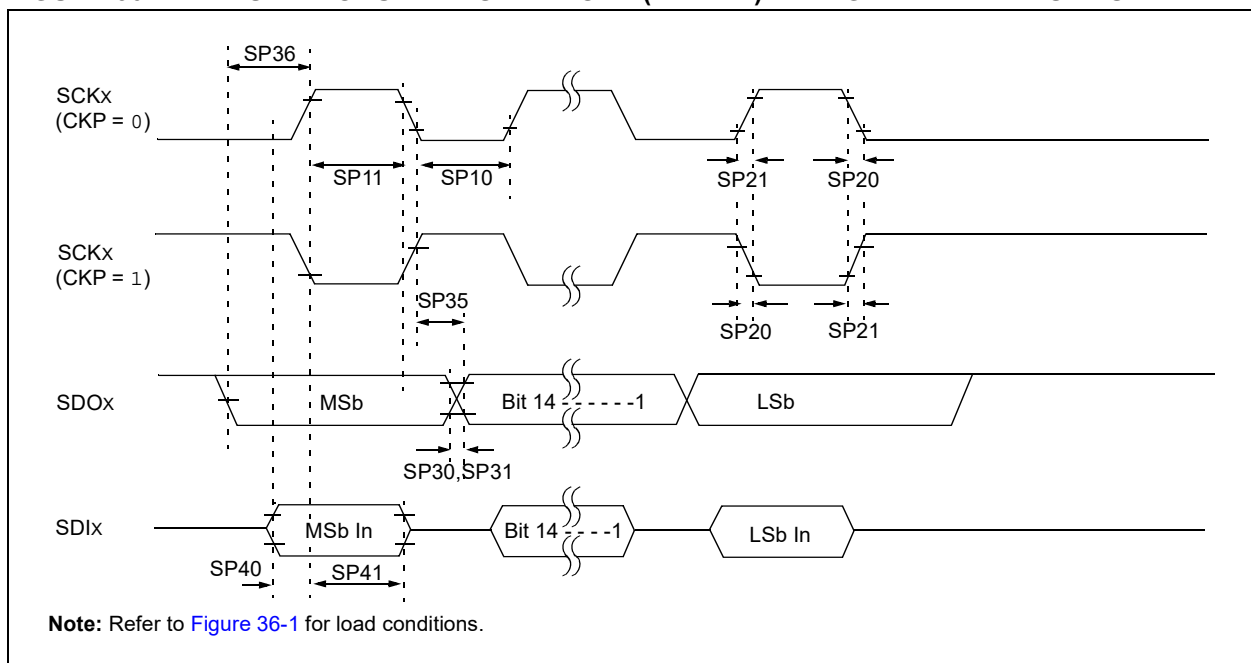 SP36
SCKx
(CKP = 0)
SP11
SP10
SP21
SP20
SCKx
(CKP = 1)
SP35
SP20
SP21
SDOx
MSb
Bit 14 - - - - - -1
LSb
SP30,SP31
SDIx
MSb In
Bit 14 - - - -1
LSb In
SP40
SP41
Note: Refer to Figure 36-1 for load conditions.